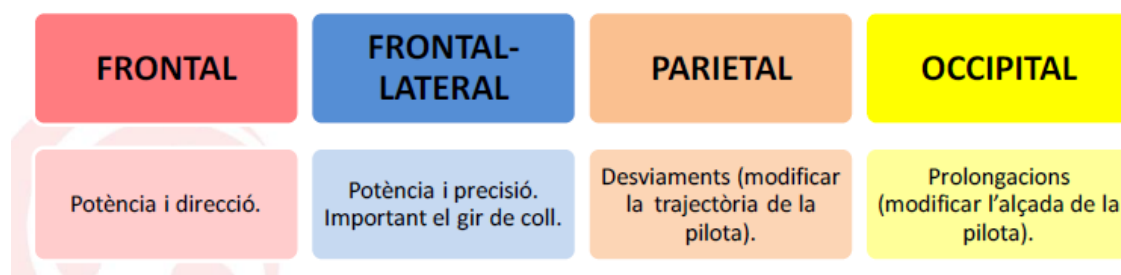 FRONTAL
FRONTAL-
LATERAL
PARIETAL
OCCIPITAL
Potència i direcció.
Potència i precisió.
Important el gir de coll.
Desviaments (modificar
la trajectòria de la
pilota).
Prolongacions
(modificar l’alçada de la
pilota).